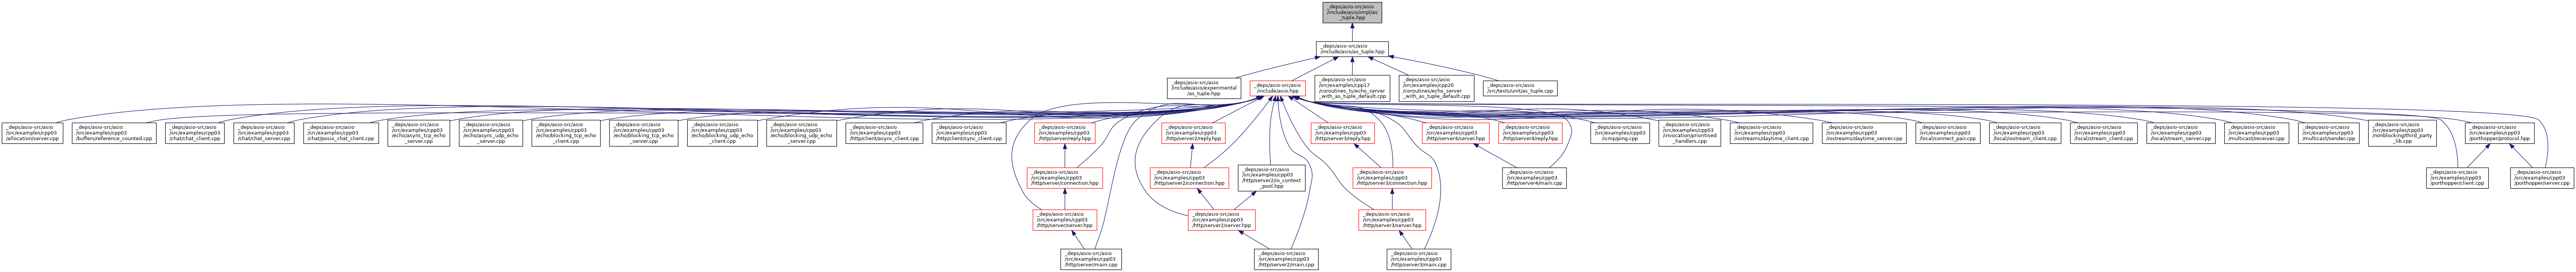 _deps/asio-src/asio
/include/asio/impl/as
_tuple.hpp
_deps/asio-src/asio
/include/asio/as_tuple.hpp
_deps/asio-src/asio
/include/asio/experimental
/as_tuple.hpp
_deps/asio-src/asio
/include/asio.hpp
_deps/asio-src/asio
/src/examples/cpp17
/coroutines_ts/echo_server
_with_as_tuple_default.cpp
_deps/asio-src/asio
/src/examples/cpp20
/coroutines/echo_server
_with_as_tuple_default.cpp
_deps/asio-src/asio
/src/tests/unit/as_tuple.cpp
_deps/asio-src/asio
/src/examples/cpp03
/allocation/server.cpp
_deps/asio-src/asio
/src/examples/cpp03
/buffers/reference_counted.cpp
_deps/asio-src/asio
/src/examples/cpp03
/chat/chat_client.cpp
_deps/asio-src/asio
/src/examples/cpp03
/chat/chat_server.cpp
_deps/asio-src/asio
/src/examples/cpp03
/chat/posix_chat_client.cpp
_deps/asio-src/asio
/src/examples/cpp03
/echo/async_tcp_echo
_server.cpp
_deps/asio-src/asio
/src/examples/cpp03
/echo/async_udp_echo
_server.cpp
_deps/asio-src/asio
/src/examples/cpp03
/echo/blocking_tcp_echo
_client.cpp
_deps/asio-src/asio
/src/examples/cpp03
/echo/blocking_tcp_echo
_server.cpp
_deps/asio-src/asio
/src/examples/cpp03
/echo/blocking_udp_echo
_client.cpp
_deps/asio-src/asio
/src/examples/cpp03
/echo/blocking_udp_echo
_server.cpp
_deps/asio-src/asio
/src/examples/cpp03
/http/client/async_client.cpp
_deps/asio-src/asio
/src/examples/cpp03
/http/client/sync_client.cpp
_deps/asio-src/asio
/src/examples/cpp03
/http/server/reply.hpp
_deps/asio-src/asio
/src/examples/cpp03
/http/server2/reply.hpp
_deps/asio-src/asio
/src/examples/cpp03
/http/server3/reply.hpp
_deps/asio-src/asio
/src/examples/cpp03
/http/server4/server.hpp
_deps/asio-src/asio
/src/examples/cpp03
/http/server4/reply.hpp
_deps/asio-src/asio
/src/examples/cpp03
/icmp/ping.cpp
_deps/asio-src/asio
/src/examples/cpp03
/invocation/prioritised
_handlers.cpp
_deps/asio-src/asio
/src/examples/cpp03
/iostreams/daytime_client.cpp
_deps/asio-src/asio
/src/examples/cpp03
/iostreams/daytime_server.cpp
_deps/asio-src/asio
/src/examples/cpp03
/local/connect_pair.cpp
_deps/asio-src/asio
/src/examples/cpp03
/local/iostream_client.cpp
_deps/asio-src/asio
/src/examples/cpp03
/local/stream_client.cpp
_deps/asio-src/asio
/src/examples/cpp03
/local/stream_server.cpp
_deps/asio-src/asio
/src/examples/cpp03
/multicast/receiver.cpp
_deps/asio-src/asio
/src/examples/cpp03
/multicast/sender.cpp
_deps/asio-src/asio
/src/examples/cpp03
/nonblocking/third_party
_lib.cpp
_deps/asio-src/asio
/src/examples/cpp03
/porthopper/protocol.hpp
_deps/asio-src/asio
/src/examples/cpp03
/http/server/connection.hpp
_deps/asio-src/asio
/src/examples/cpp03
/http/server2/connection.hpp
_deps/asio-src/asio
/src/examples/cpp03
/http/server2/io_context
_pool.hpp
_deps/asio-src/asio
/src/examples/cpp03
/http/server3/connection.hpp
_deps/asio-src/asio
/src/examples/cpp03
/http/server4/main.cpp
_deps/asio-src/asio
/src/examples/cpp03
/porthopper/client.cpp
_deps/asio-src/asio
/src/examples/cpp03
/porthopper/server.cpp
_deps/asio-src/asio
/src/examples/cpp03
/http/server/server.hpp
_deps/asio-src/asio
/src/examples/cpp03
/http/server2/server.hpp
_deps/asio-src/asio
/src/examples/cpp03
/http/server3/server.hpp
_deps/asio-src/asio
/src/examples/cpp03
/http/server/main.cpp
_deps/asio-src/asio
/src/examples/cpp03
/http/server2/main.cpp
_deps/asio-src/asio
/src/examples/cpp03
/http/server3/main.cpp